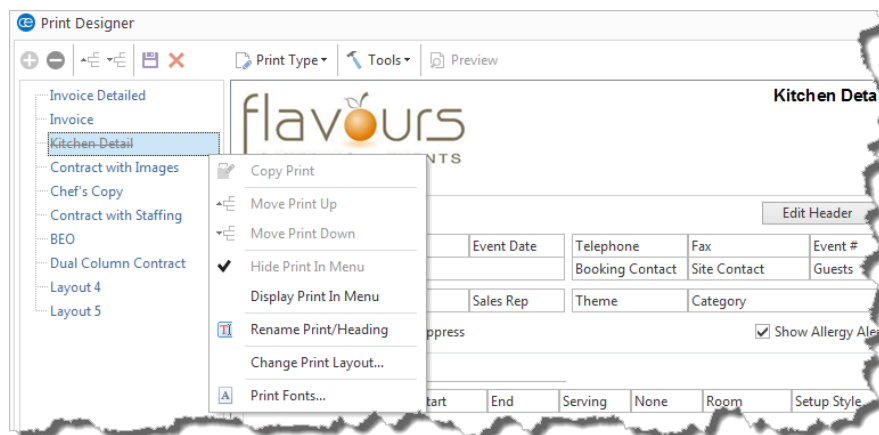 Print Designer
Print Type Tools Preview
Invoice Detailed
Invoice
Kitchen Detail
Contract with Images
Chef's Copy
Contract with Staffing
BEO
Dual Column Contract
Layout 4
Layout 5
Copy Print
Move Print Up
Move Print Down
Hide Print In Menu
Display Print In Menu
Rename Print/Heading
Change Print Layout...
Print Fonts...
flavours
Kitchen Deta
Edit Header
Event Date Telephone Fax Event #
Booking Contact Site Contact Guests
Sales Rep Theme Category
Show Allergy Ale
End Serving None Room Setup Style